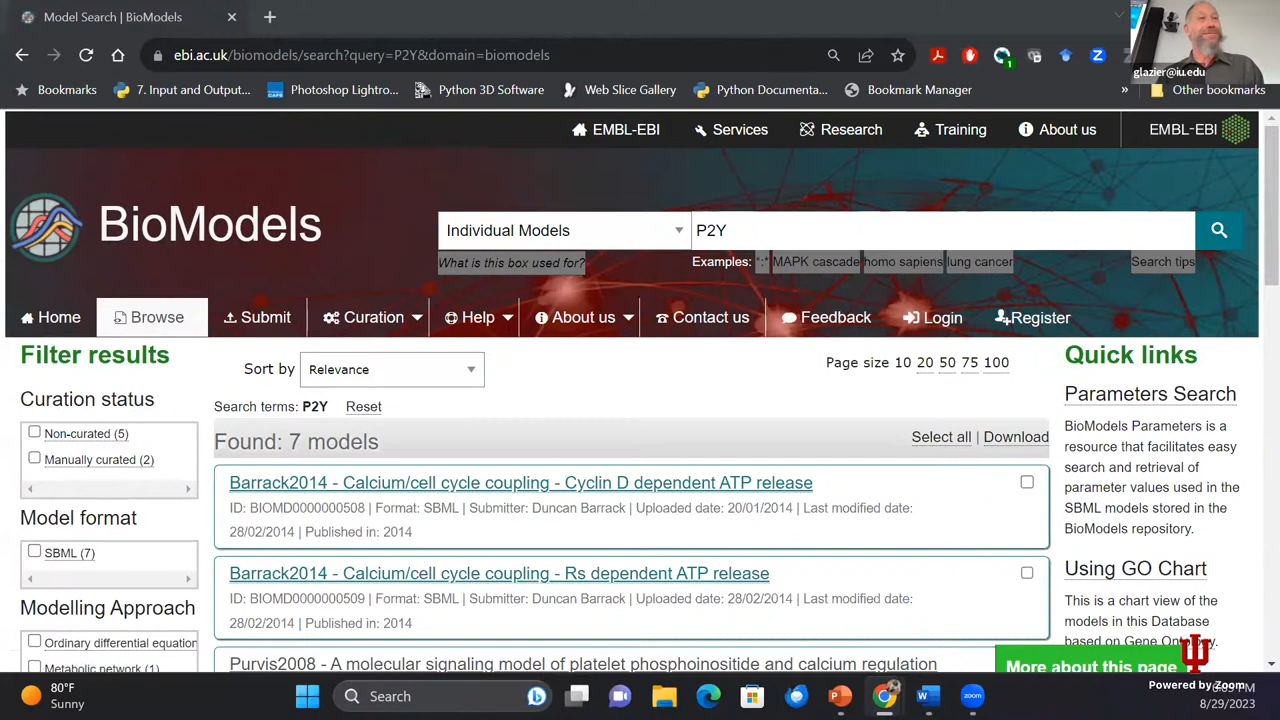 Model Search | BioModels
ebi.ac.uk/biomodels/search?query=P2Y&domain=biomodels
glazier@iu.edu
Bookmarks
7. Input and Output...
Photoshop Lightro...
Python 3D Software
Web Slice Gallery
Python Documenta...
Bookmark Manager
»
Other bookmarks
EMBL-EBI
Services
Research
Training
About us
EMBL-EBI
BioModels
Individual Models
P2Y
What is this box used for?
Examples: *:* MAPK cascade homo sapiens lung cancer
Search tips
Home
Browse
Submit
Curation
Help
About us
Contact us
Feedback
Login
Register
Filter results
Curation status
Non-curated (5)
Manually curated (2)
Model format
SBML (7)
Modelling Approach
Ordinary differential equation
Metabolic network (1)
Sort by
Relevance
Page size 10 20 50 75 100
Search terms: P2Y Reset
Found: 7 models
Select all | Download
Barrack2014 - Calcium/cell cycle coupling - Cyclin D dependent ATP release
ID: BIOMD0000000508 | Format: SBML | Submitter: Duncan Barrack | Uploaded date: 20/01/2014 | Last modified date:
28/02/2014 | Published in: 2014
Barrack2014 - Calcium/cell cycle coupling - Rs dependent ATP release
ID: BIOMD0000000509 | Format: SBML | Submitter: Duncan Barrack | Uploaded date: 28/02/2014 | Last modified date:
28/02/2014 | Published in: 2014
Purvis2008 - A molecular signaling model of platelet phosphoinositide and calcium regulation
Quick links
Parameters Search
BioModels Parameters is a
resource that facilitates easy
search and retrieval of
parameter values used in the
SBML models stored in the
BioModels repository.
Using GO Chart
This is a chart view of the
models in this Database
based on Gene Ontology.
More about this page
80°F
Sunny
Search
Powered by Zoom
PM
8/29/2023